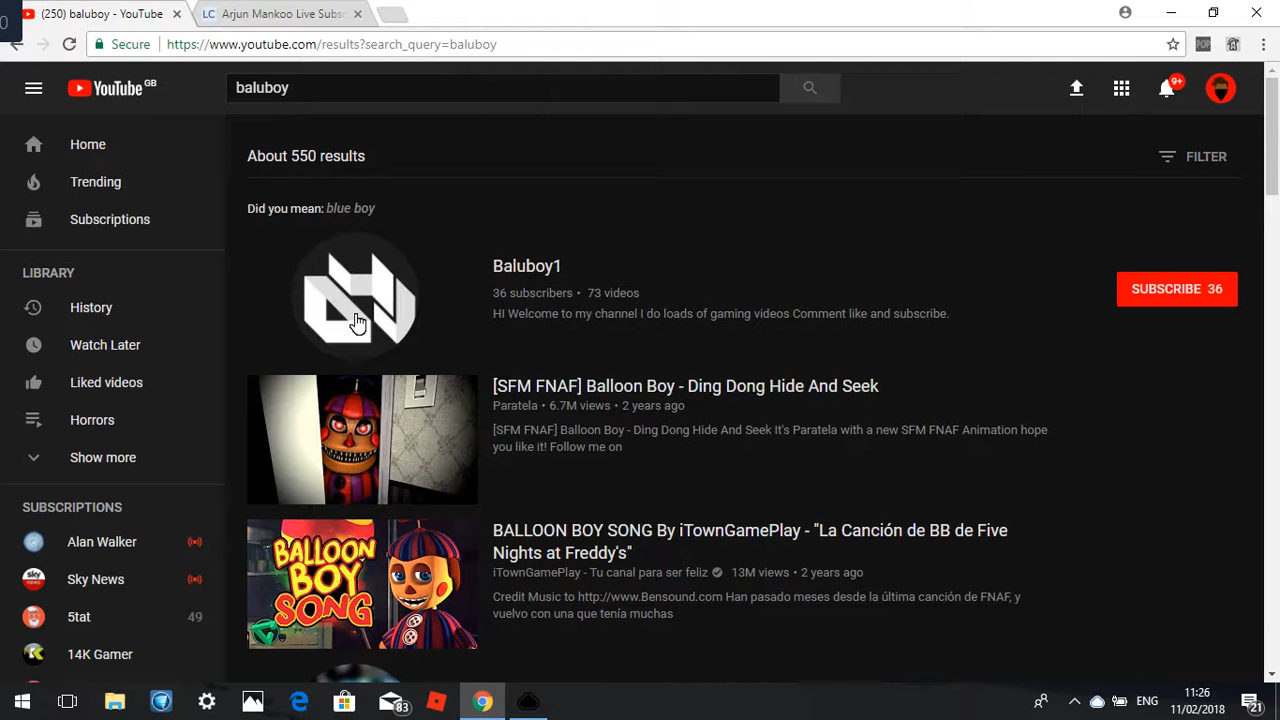 0
(250) baluboy - YouTube
LC Arjun Mankoo Live Subsc
Secure https://www.youtube.com/results?search_query=baluboy
POP
YouTube GB
baluboy
9+
Home
Trending
Subscriptions
LIBRARY
History
Watch Later
Liked videos
Horrors
Show more
SUBSCRIPTIONS
Alan Walker
sky news Sky News
5tat 49
14K Gamer
About 550 results
FILTER
Did you mean: blue boy
Baluboy1
36 subscribers • 73 videos
HI Welcome to my channel I do loads of gaming videos Comment like and subscribe.
SUBSCRIBE 36
[SFM FNAF] Balloon Boy - Ding Dong Hide And Seek
Paratela • 6.7M views • 2 years ago
[SFM FNAF] Balloon Boy - Ding Dong Hide And Seek It's Paratela with a new SFM FNAF Animation hope
you like it! Follow me on
BALLOON
BOY
SONG
BALLOON BOY SONG By iTownGamePlay - "La Canción de BB de Five
Nights at Freddy's"
iTownGamePlay - Tu canal para ser feliz 13M views • 2 years ago
Credit Music to http://www.Bensound.com Han pasado meses desde la última canción de FNAF, y
vuelvo con una que tenía muchas
83
ENG
11:26
11/02/2018
21